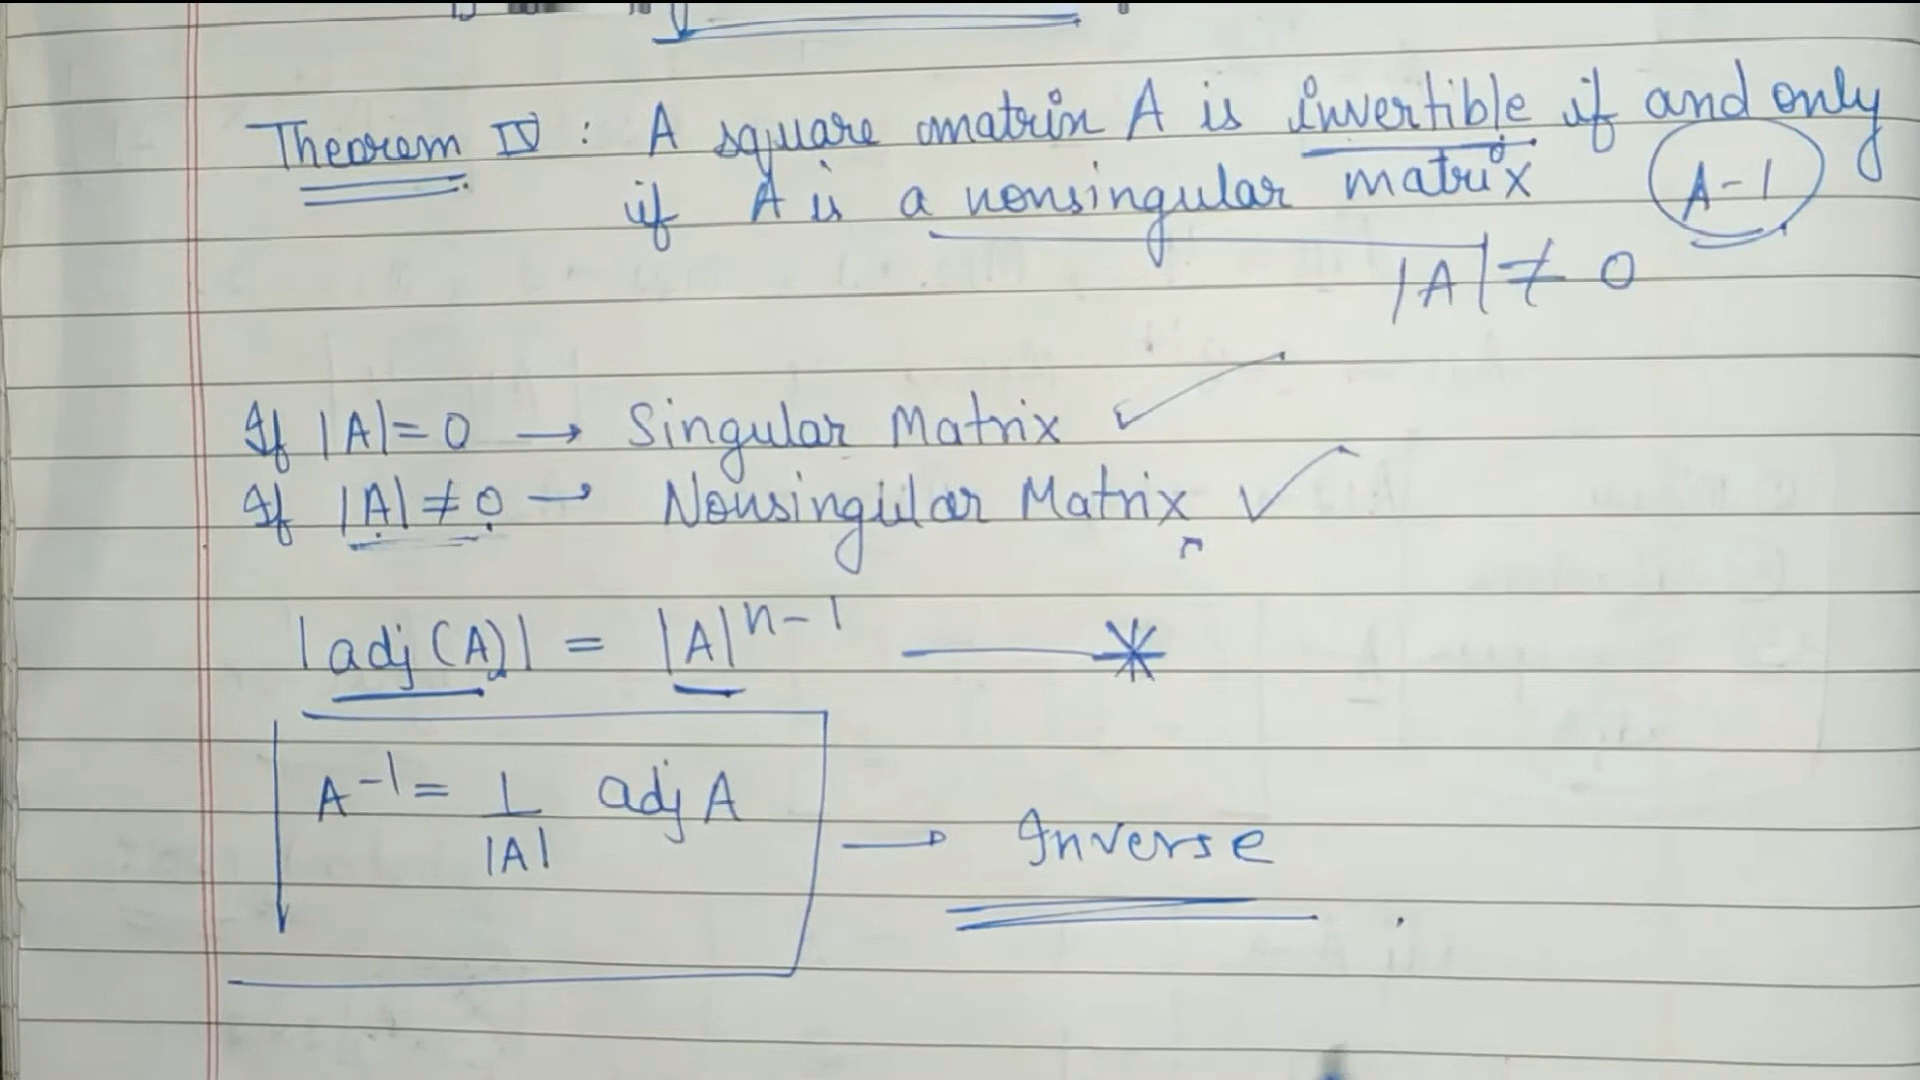 Theorem IV : A square matrix A is invertible if and only
if A is a nonsingular matrix A-1
|A| ≠ 0
If |A| = 0 → Singular Matrix ✓
If |A| ≠ 0 → Nonsingular Matrix ✓
|adj(A)| = |A|^n-1
A^-1 = 1/|A| adj A → Inverse